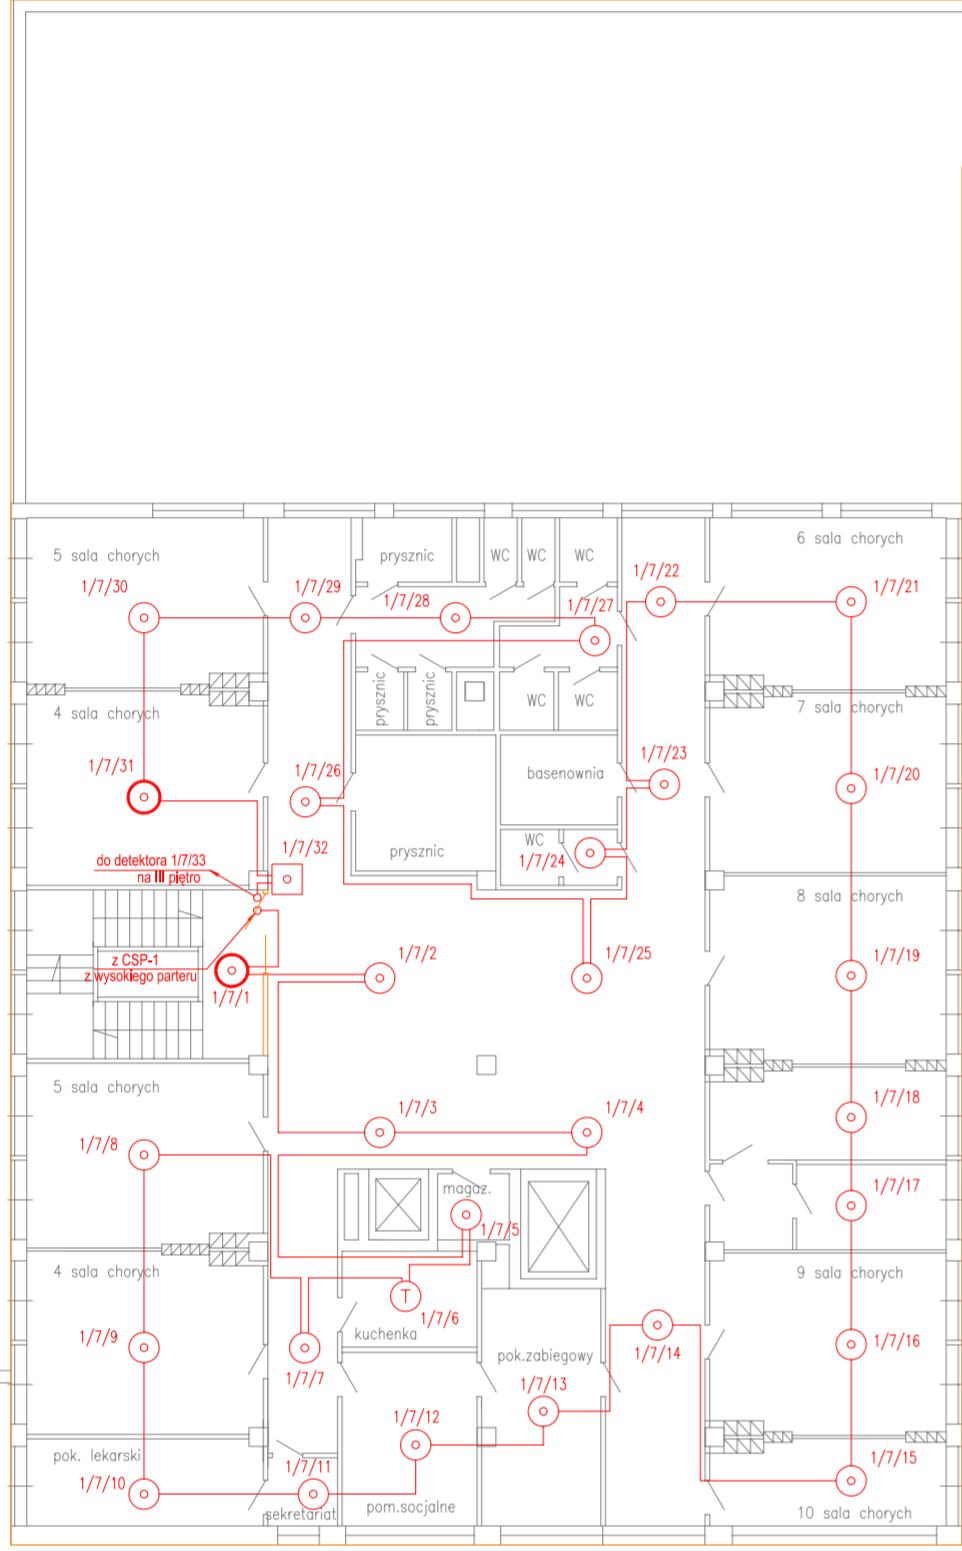 5 sala chorych
prysznic
WC
WC
WC
6 sala chorych
1/7/30
1/7/29
1/7/28
1/7/27
1/7/22
1/7/21
4 sala chorych
prysznic
prysznic
WC
WC
7 sala chorych
1/7/31
1/7/26
basenownia
1/7/23
1/7/20
1/7/32
prysznic
WC
1/7/24
do detektora 1/7/33
na III piętro
8 sala chorych
z CSP-1
z wysokiego parteru
1/7/1
1/7/2
1/7/25
1/7/19
5 sala chorych
1/7/3
1/7/4
1/7/18
1/7/8
magaz.
1/7/5
1/7/17
4 sala chorych
9 sala chorych
1/7/6
kuchenka
1/7/9
1/7/7
pok.zabiegowy
1/7/14
1/7/16
1/7/13
1/7/12
pok. lekarski
1/7/10
1/7/11
1/7/15
sekretariat
pom.socjalne
10 sala chorych
T